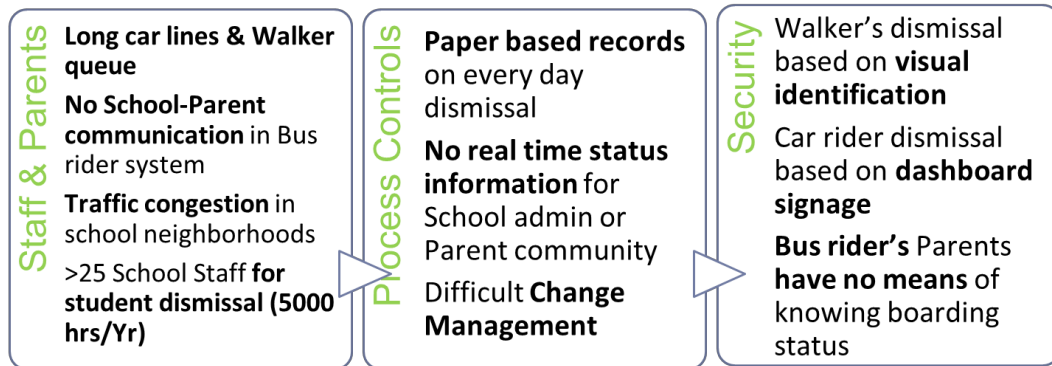 Staff & Parents
Long car lines & Walker
queue
No School-Parent
communication in Bus
rider system
Traffic congestion in
school neighborhoods
>25 School Staff for
student dismissal (5000
hrs/Yr)
Process Controls
Paper based records
on every day
dismissal
No real time status
information for
School admin or
Parent community
Difficult Change
Management
Security
Walker's dismissal
based on visual
identification
Car rider dismissal
based on dashboard
signage
Bus rider's Parents
have no means of
knowing boarding
status